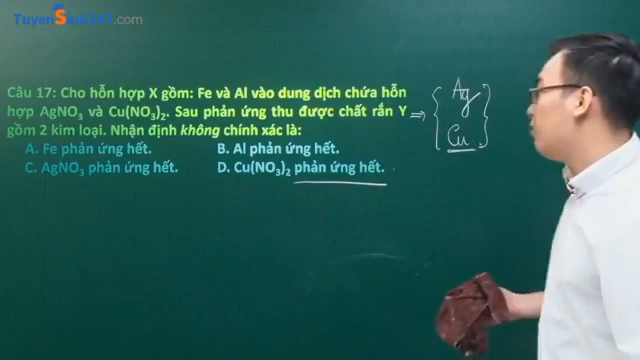 TuyenSinh247.com
Câu 17: Cho hỗn hợp X gồm: Fe và Al vào dung dịch chứa hỗn
hợp AgNO₃ và Cu(NO₃)₂. Sau phản ứng thu được chất rắn Y => { Ag
gồm 2 kim loại. Nhận định không chính xác là: Cu }
A. Fe phản ứng hết. B. Al phản ứng hết.
C. AgNO₃ phản ứng hết. D. Cu(NO₃)₂ phản ứng hết.